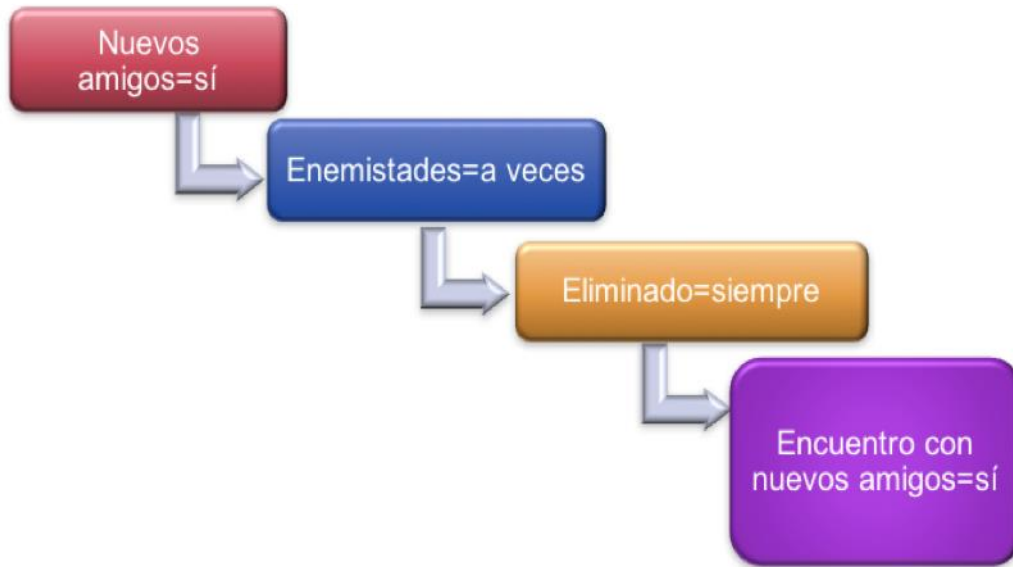 Nuevos
amigos=sí
Enemistades=a veces
Eliminado=siempre
Encuentro con
nuevos amigos=sí